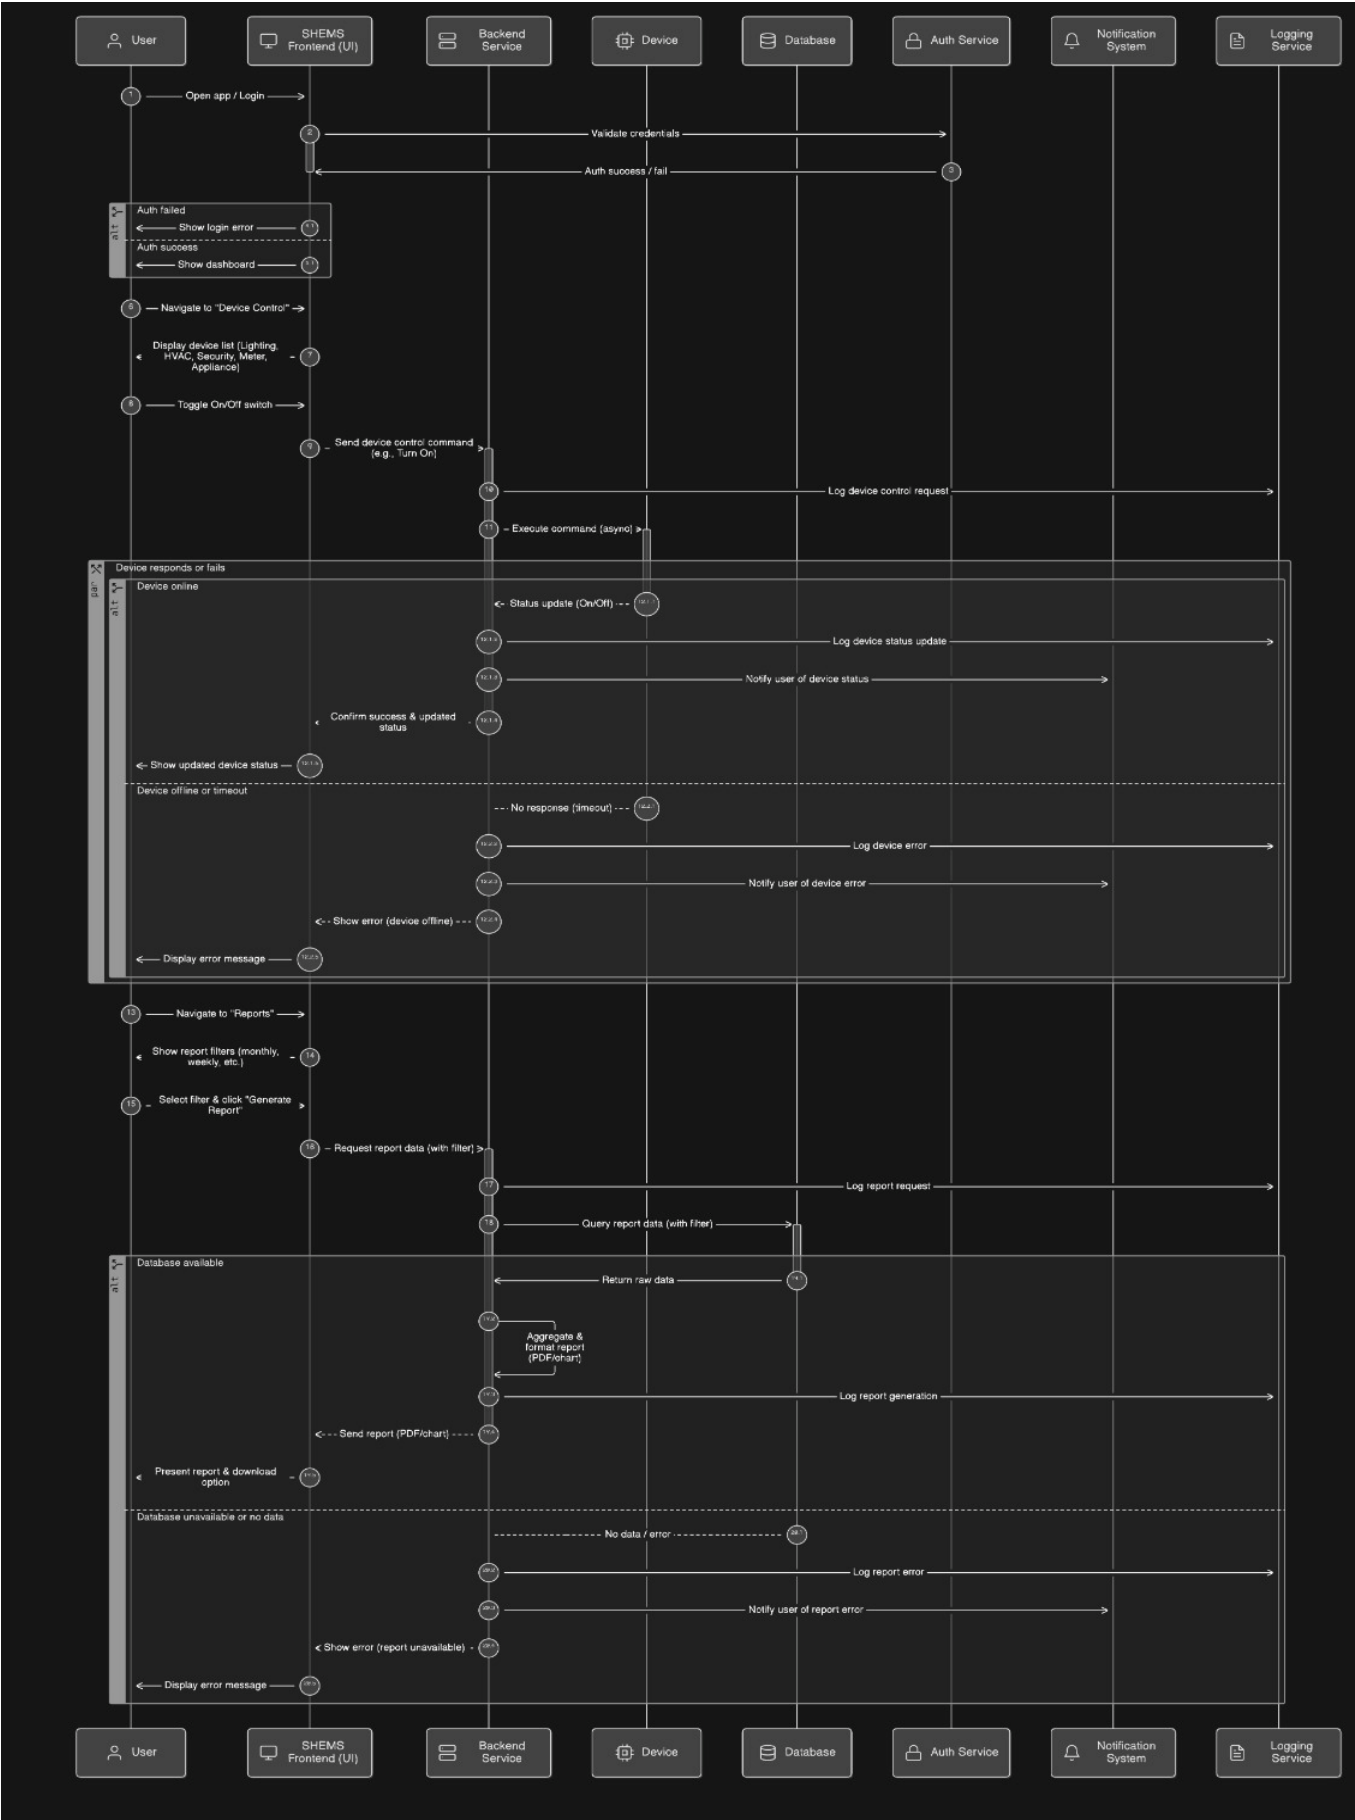 User
SHEMS
Frontend (UI)
Backend
Service
Device
Database
Auth Service
Notification
System
Logging
Service
1
Open app / Login
2
Validate credentials
Auth success / fail
3
alt
Auth failed
Show login error
Auth success
Show dashboard
6
Navigate to "Device Control"
Display device list (Lighting,
HVAC, Security, Meter,
Appliance)
7
8
Toggle On/Off switch
9
Send device control command
(e.g., Turn On)
10
Log device control request
11
Execute command (async)
par
Device responds or fails
alt
Device online
Status update (On/Off)
Log device status update
Notify user of device status
Confirm success & updated
status
Show updated device status
Device offline or timeout
No response (timeout)
Log device error
Notify user of device error
Show error (device offline)
Display error message
13
Navigate to "Reports"
Show report filters (monthly,
weekly, etc.)
14
15
Select filter & click "Generate
Report"
16
Request report data (with filter)
17
Log report request
18
Query report data (with filter)
alt
Database available
Return raw data
Aggregate &
format report
(PDF/chart)
Log report generation
Send report (PDF/chart)
Present report & download
option
Database unavailable or no data
No data / error
Log report error
Notify user of report error
Show error (report unavailable)
Display error message
User
SHEMS
Frontend (UI)
Backend
Service
Device
Database
Auth Service
Notification
System
Logging
Service